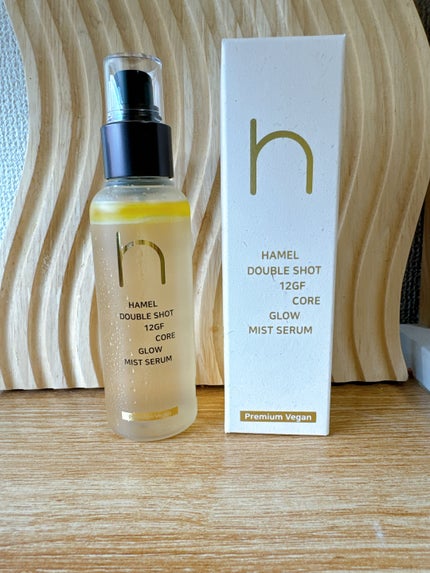 h
HAMEL
DOUBLE SHOT
12GF
CORE
GLOW
MIST SERUM
h
HAMEL
DOUBLE SHOT
12GF
CORE
GLOW
MIST SERUM
Premium Vegan